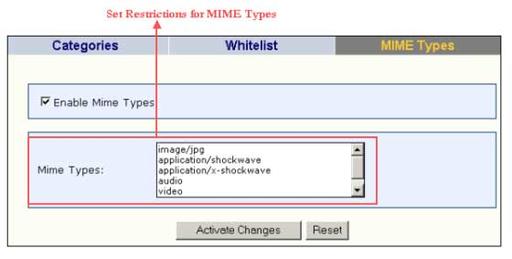 Set Restrictions for MIME Types
Categories Whitelist MIME Types
Enable Mime Types
Mime Types:
image/jpg
application/shockwave
application/x-shockwave
audio
video
Activate Changes Reset